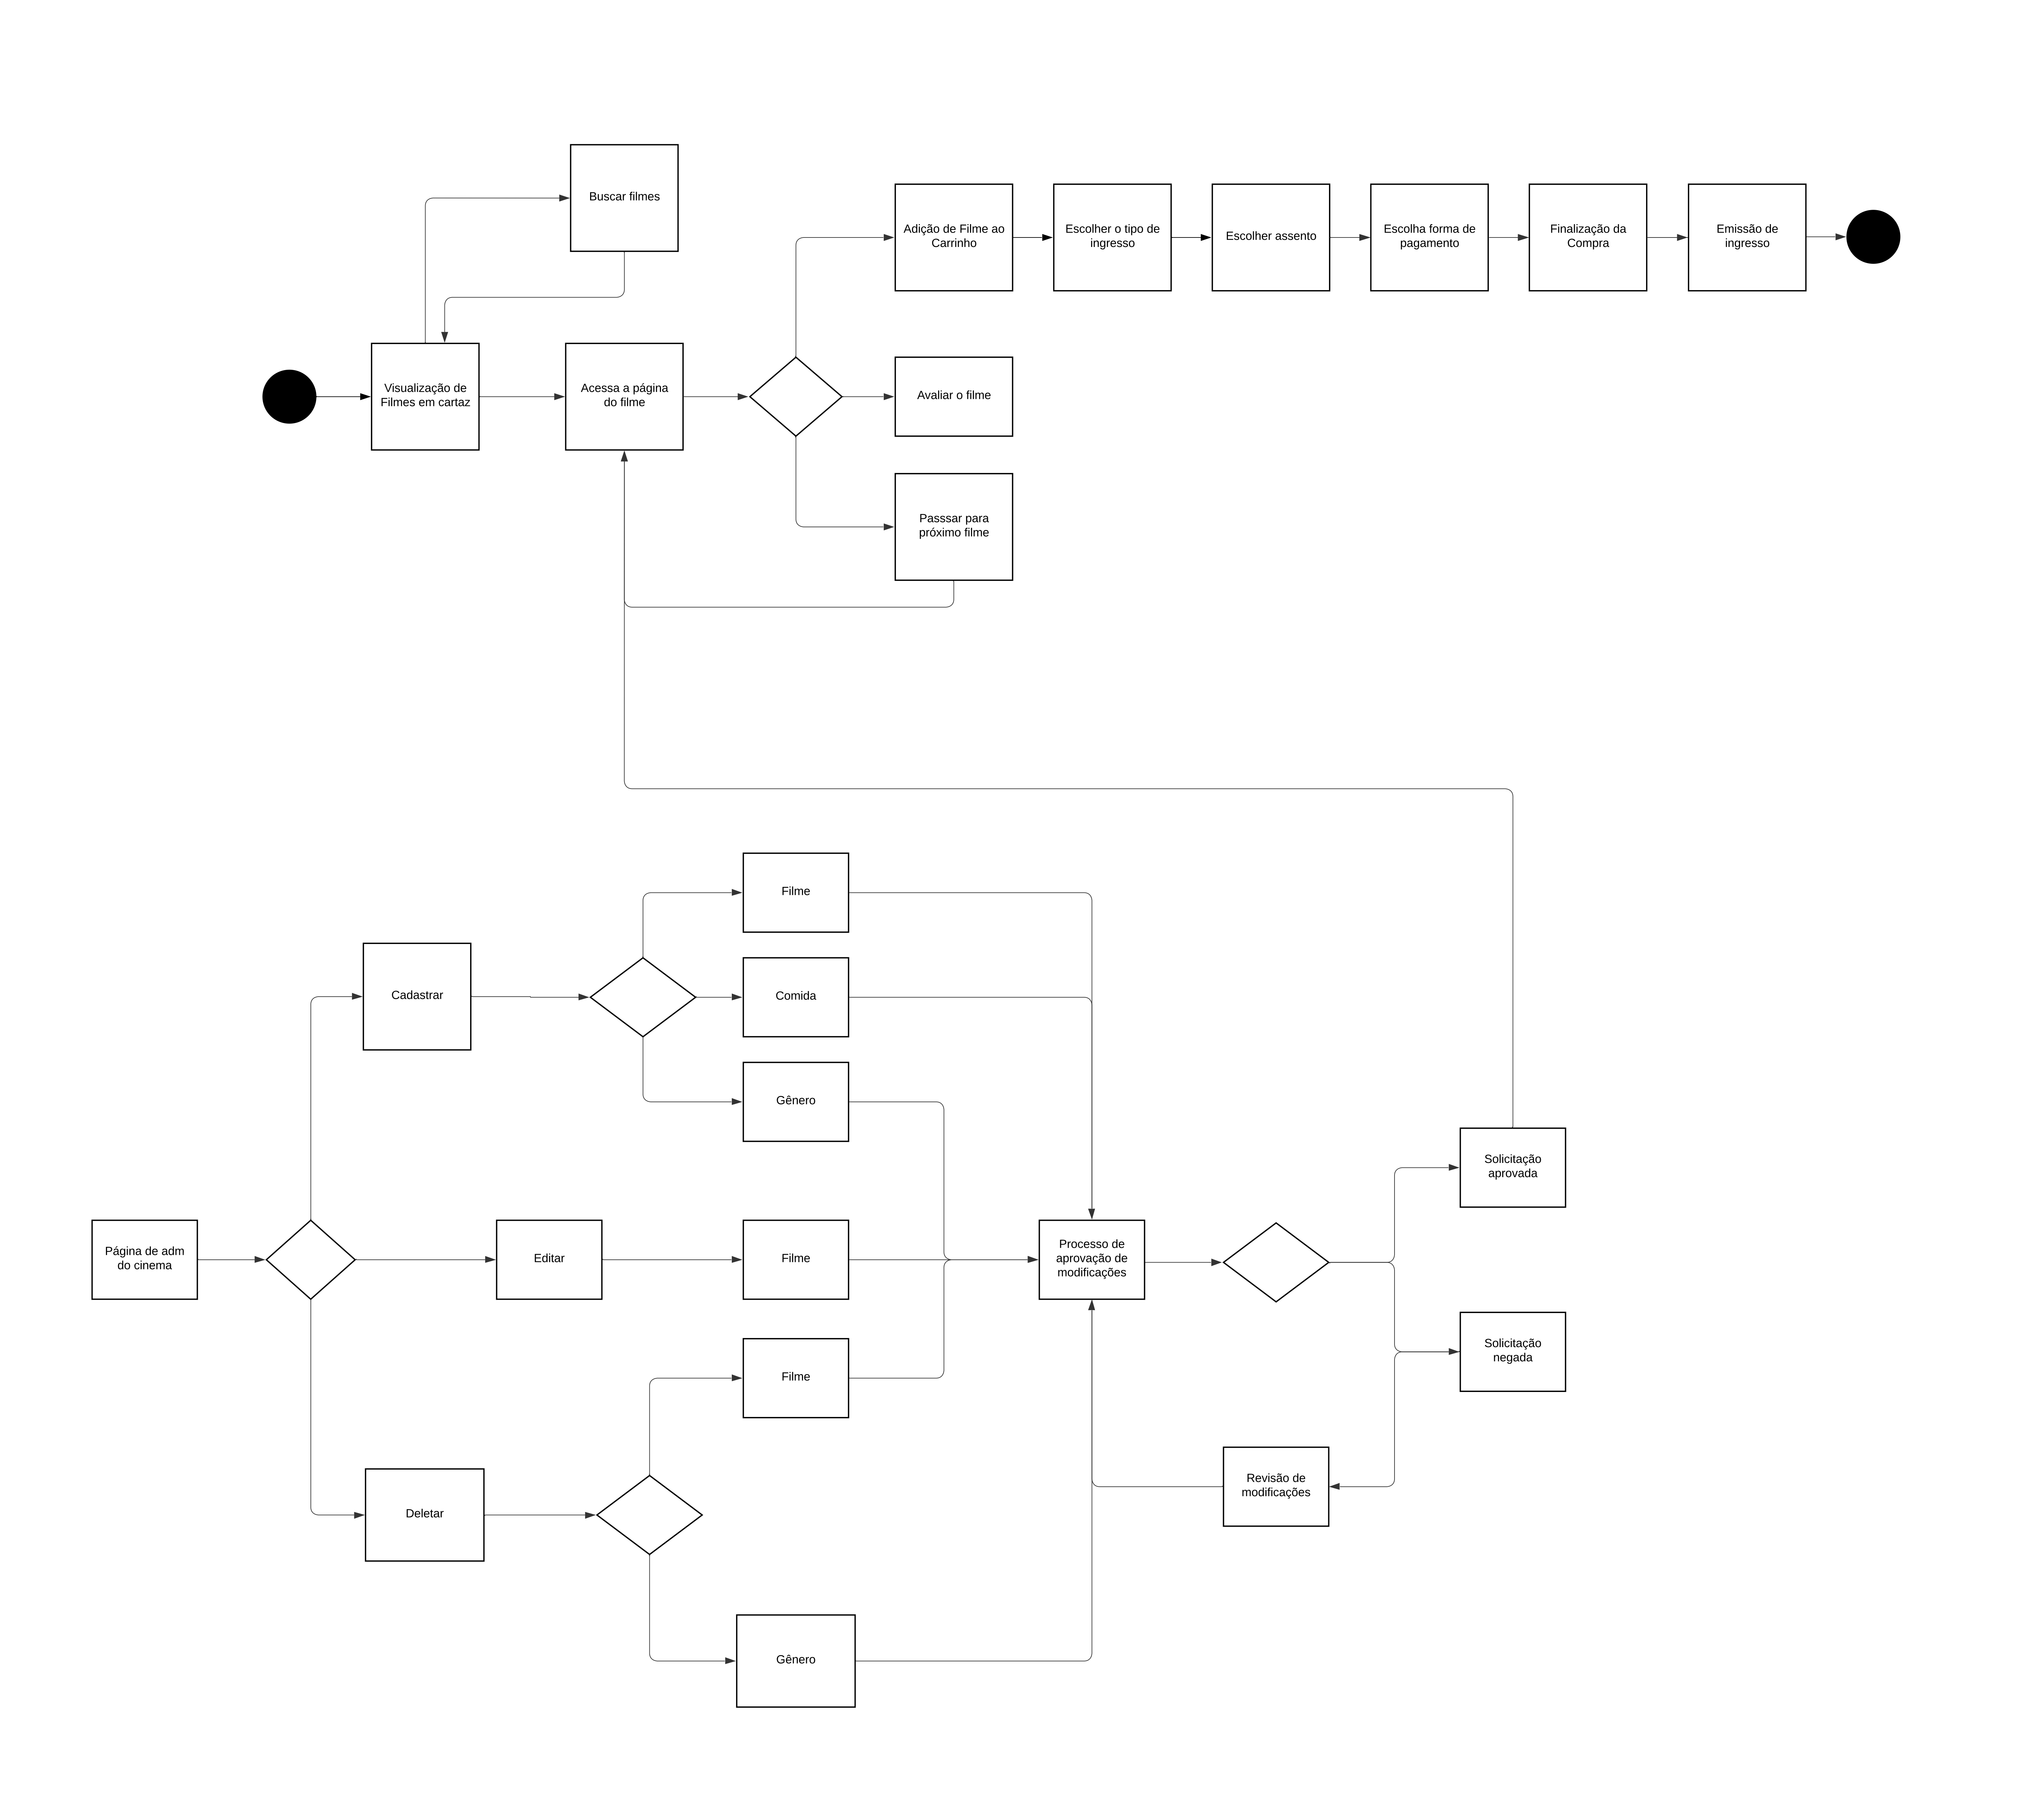 Buscar filmes
Adição de Filme ao
Carrinho
Escolher o tipo de
ingresso
Escolher assento
Escolha forma de
pagamento
Finalização da
Compra
Emissão de
ingresso
Visualização de
Filmes em cartaz
Acessa a página
do filme
Avaliar o filme
Passsar para
próximo filme
Filme
Cadastrar
Comida
Gênero
Solicitação
aprovada
Página de adm
do cinema
Editar
Filme
Processo de
aprovação de
modificações
Solicitação
negada
Filme
Revisão de
modificações
Deletar
Gênero